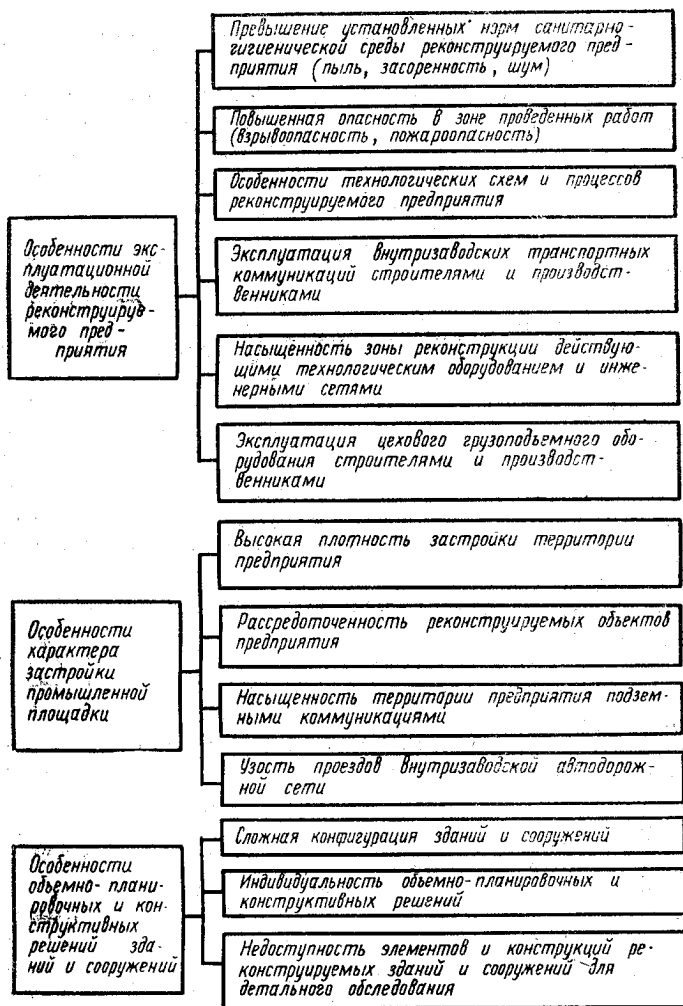 Превышение установленных норм санитарно-
гигиенической среды реконструируемого пред-
приятия (пыль, засоренность, шум)
Повышенная опасность в зоне проведенных работ
(взрывоопасность, пожароопасность)
Особенности технологических схем и процессов
реконструируемого предприятия
Особенности экс-
плуатационной
деятельности
реконструируе-
мого пред-
приятия
Эксплуатация внутризаводских транспортных
коммуникаций строителями и производст-
венниками
Насыщенность зоны реконструкции действую-
щими технологическим оборудованием и инже-
нерными сетями
Эксплуатация цехового грузоподъемного обо-
рудования строителями и производст-
венниками
Высокая плотность застройки территории
предприятия
Рассредоточенность реконструируемых объектов
предприятия
Особенности
характера
застройки
промышленной
площадки
Насыщенность территории предприятия подзем-
ными коммуникациями
Узость проездов внутризаводской автодорож-
ной сети
Сложная конфигурация зданий и сооружений
Особенности
объемно-плани-
ровочных и кон-
структивных
решений зда-
ний и сооружений
Индивидуальность объемно-планировочных и
конструктивных решений
Недоступность элементов и конструкций ре-
конструируемых зданий и сооружений для
детального обследования